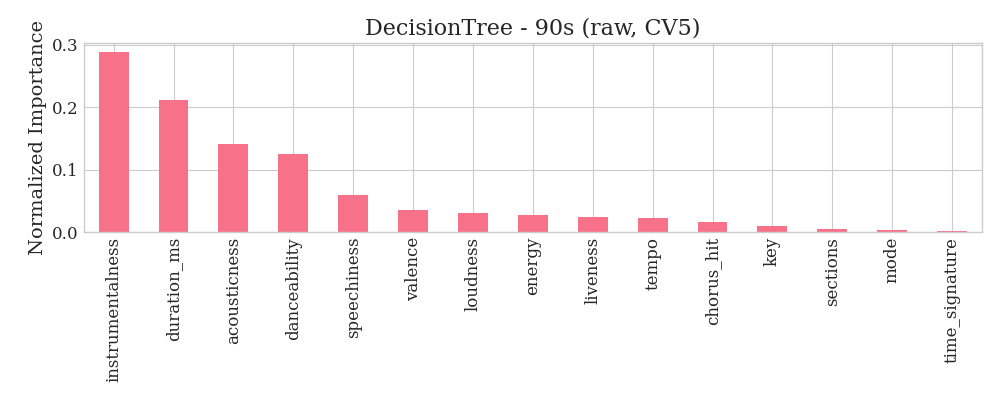 DecisionTree - 90s (raw, CV5)
Normalized Importance
0.3
0.2
0.1
0.0
instrumentalness
duration_ms
acousticness
danceability
speechiness
valence
loudness
energy
liveness
tempo
chorus_hit
key
sections
mode
time_signature